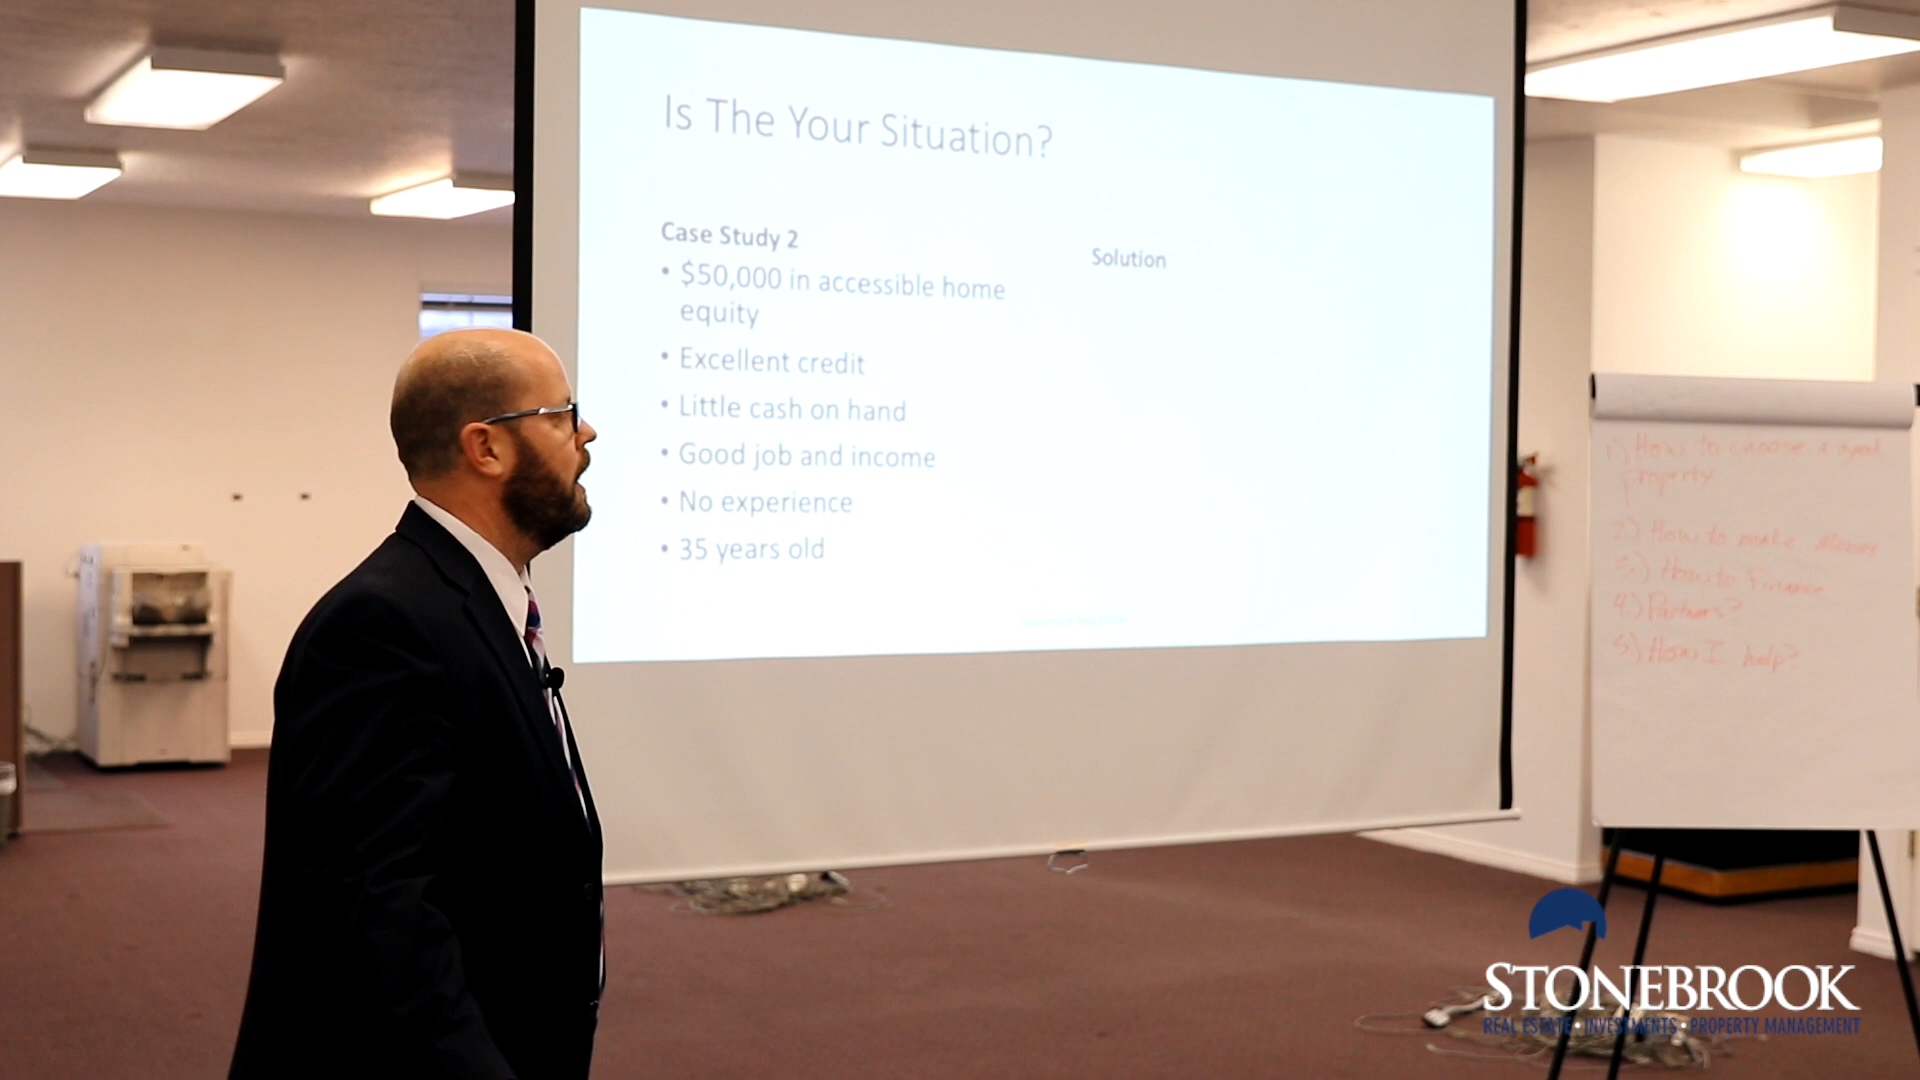 Is The Your Situation?
Case Study 2
• $50,000 in accessible home
equity
• Excellent credit
• Little cash on hand
• Good job and income
• No experience
• 35 years old
Solution
1) How to choose a good
property
2) How to make Money
3) How to Finance
4) Partners?
5) How I help?
STONEBROOK
REAL ESTATE • INVESTMENTS • PROPERTY MANAGEMENT